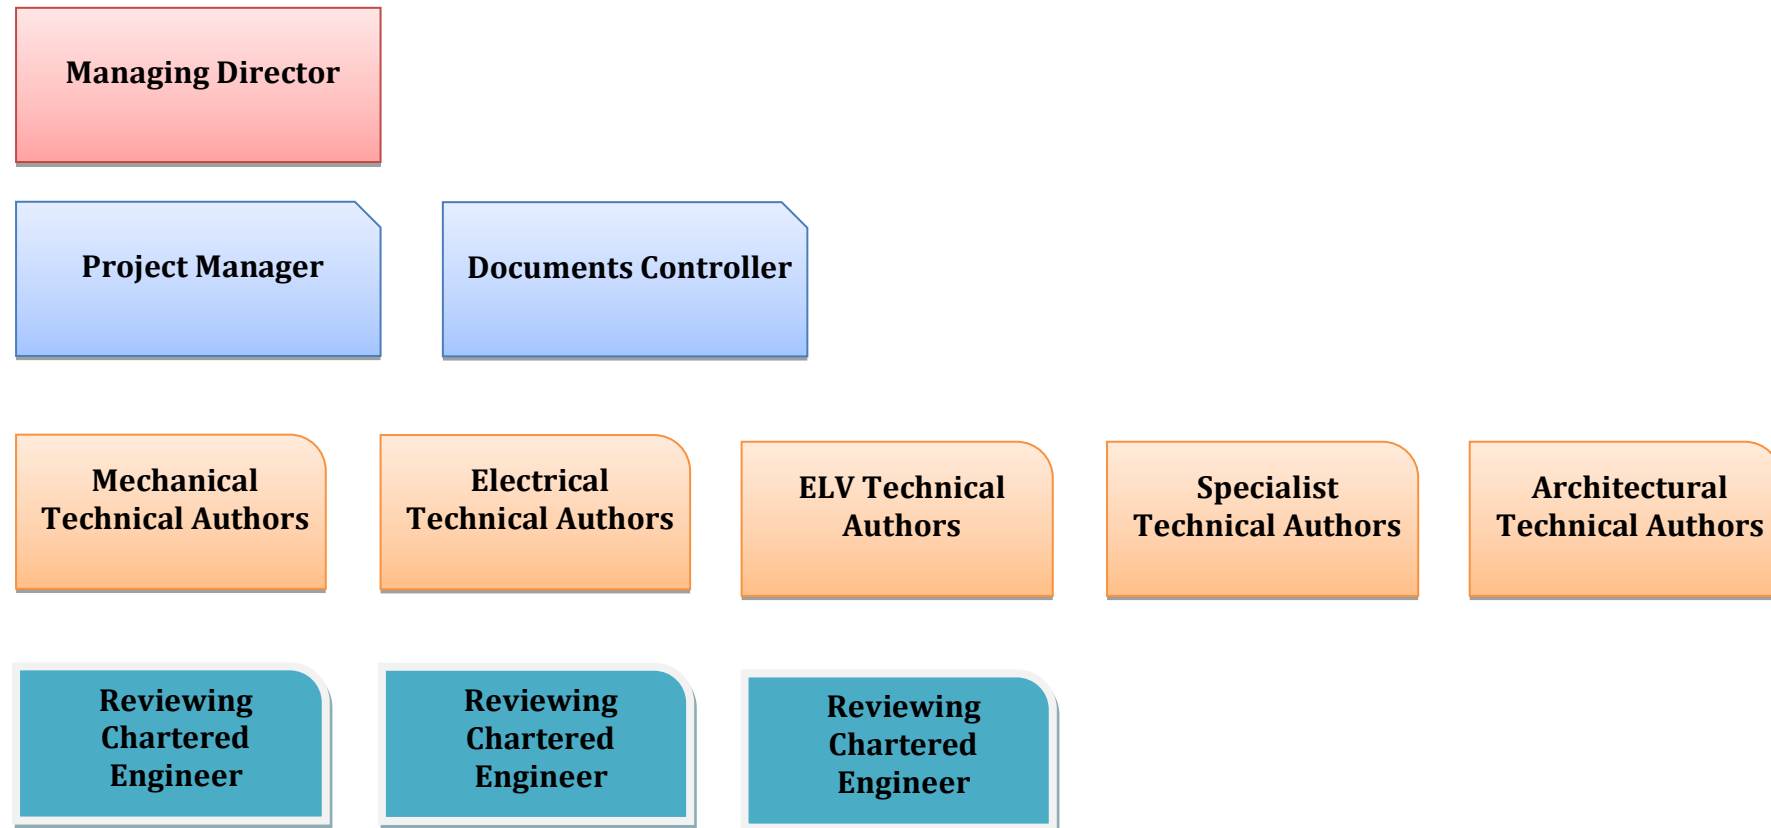 Managing Director
Project Manager
Documents Controller
Mechanical
Technical Authors
Electrical
Technical Authors
ELV Technical
Authors
Specialist
Technical Authors
Architectural
Technical Authors
Reviewing
Chartered
Engineer
Reviewing
Chartered
Engineer
Reviewing
Chartered
Engineer